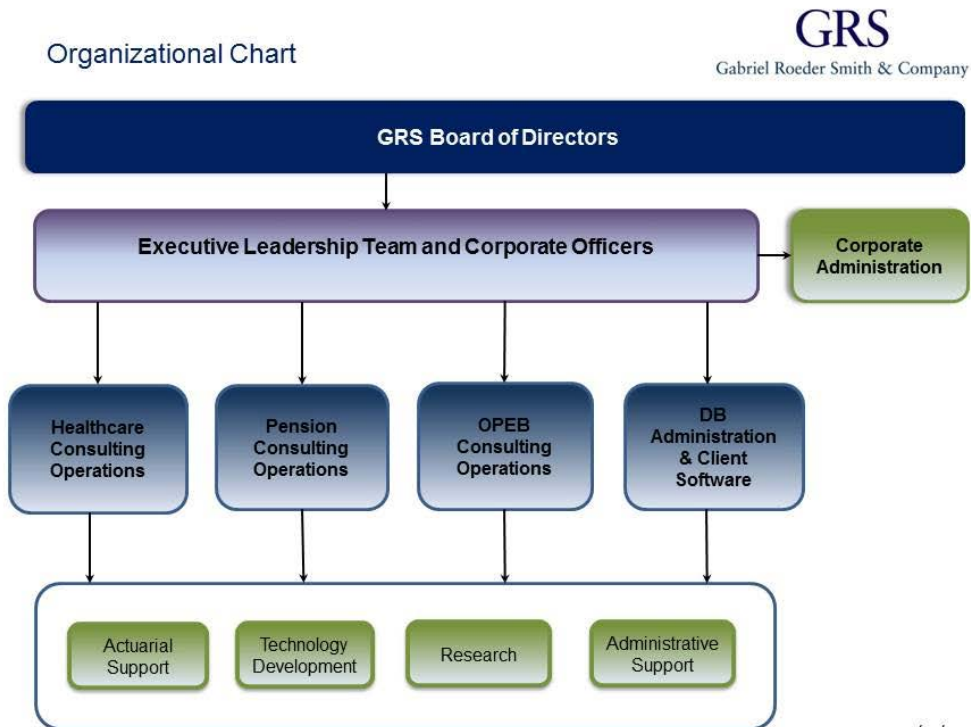 Organizational Chart
GRS
Gabriel Roeder Smith & Company
GRS Board of Directors
Executive Leadership Team and Corporate Officers
Corporate
Administration
Healthcare
Consulting
Operations
Pension
Consulting
Operations
OPEB
Consulting
Operations
DB
Administration
& Client
Software
Actuarial
Support
Technology
Development
Research
Administrative
Support